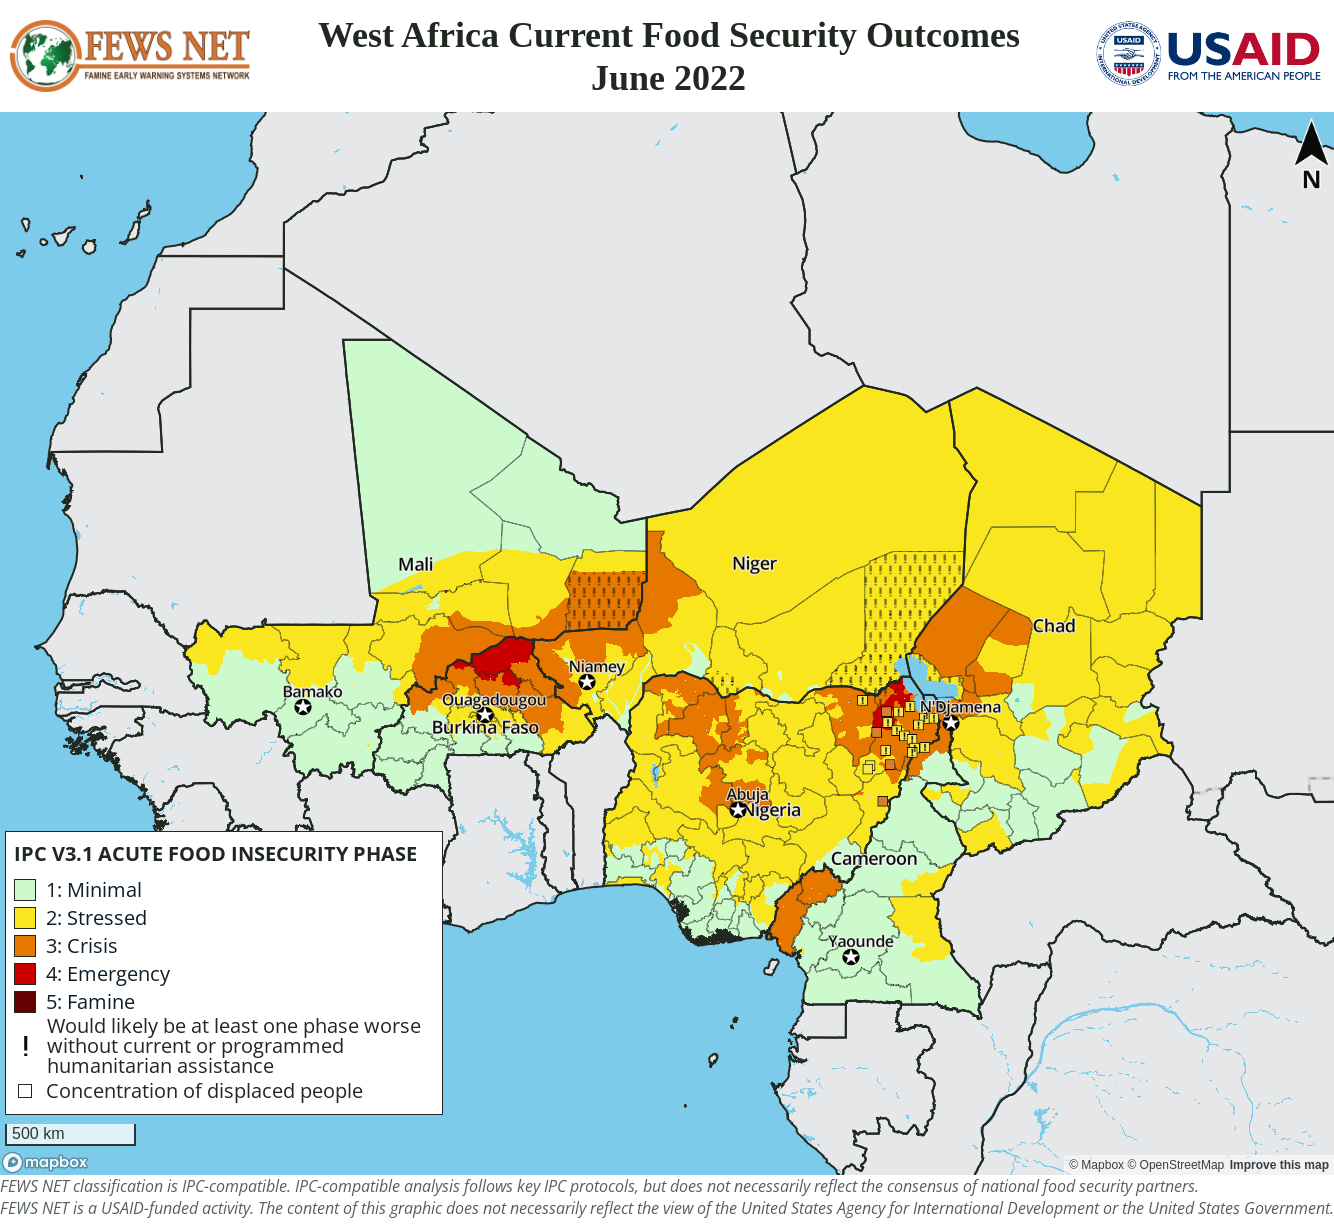 FEWS NET
FAMINE EARLY WARNING SYSTEMS NETWORK
West Africa Current Food Security Outcomes
June 2022
UNITED STATES AGENCY
USAID
INTERNATIONAL DEVELOPMENT
USAID
FROM THE AMERICAN PEOPLE
N
Mali
Niger
Chad
Niamey
Bamako
Ouagadougou
Burkina Faso
N'Djamena
Abuja
Nigeria
Cameroon
Yaounde
IPC V3.1 ACUTE FOOD INSECURITY PHASE
1: Minimal
2: Stressed
3: Crisis
4: Emergency
5: Famine
! Would likely be at least one phase worse
without current or programmed
humanitarian assistance
Concentration of displaced people
500 km
mapbox
© Mapbox © OpenStreetMap Improve this map
FEWS NET classification is IPC-compatible. IPC-compatible analysis follows key IPC protocols, but does not necessarily reflect the consensus of national food security partners.
FEWS NET is a USAID-funded activity. The content of this graphic does not necessarily reflect the view of the United States Agency for International Development or the United States Government.